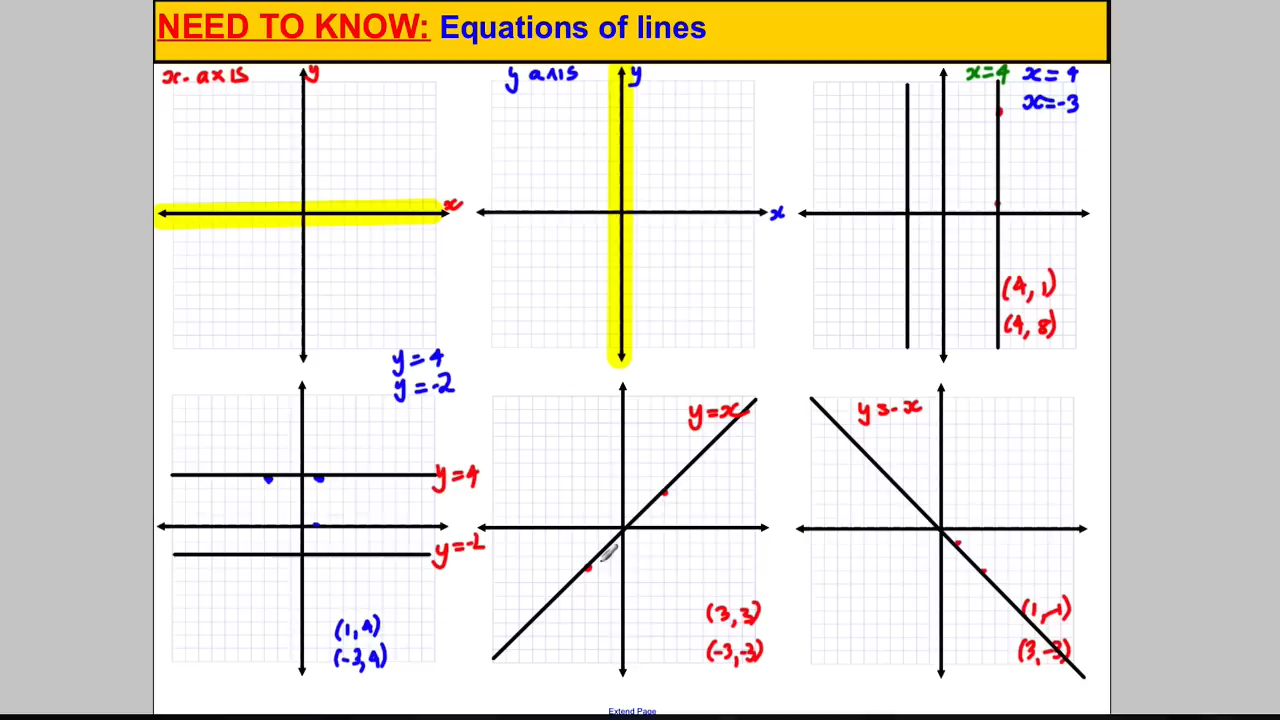 NEED TO KNOW: Equations of lines
x-axis
y
x
y axis
y
x
x=4
x=4
x=-3
(4, 1)
(4, 8)
y=4
y=-2
y=4
y=-2
(1, 4)
(-3, 4)
y=x
(3, 3)
(-3, -3)
y=-x
(1, -1)
(3, -3)
Extend Page